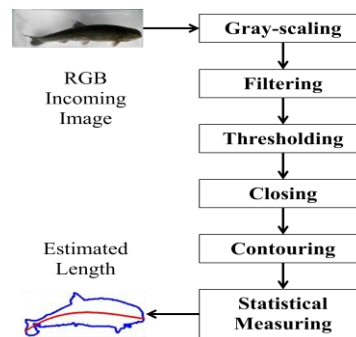 Gray-scaling
RGB
Incoming
Image
Filtering
Thresholding
Closing
Contouring
Estimated
Length
Statistical
Measuring